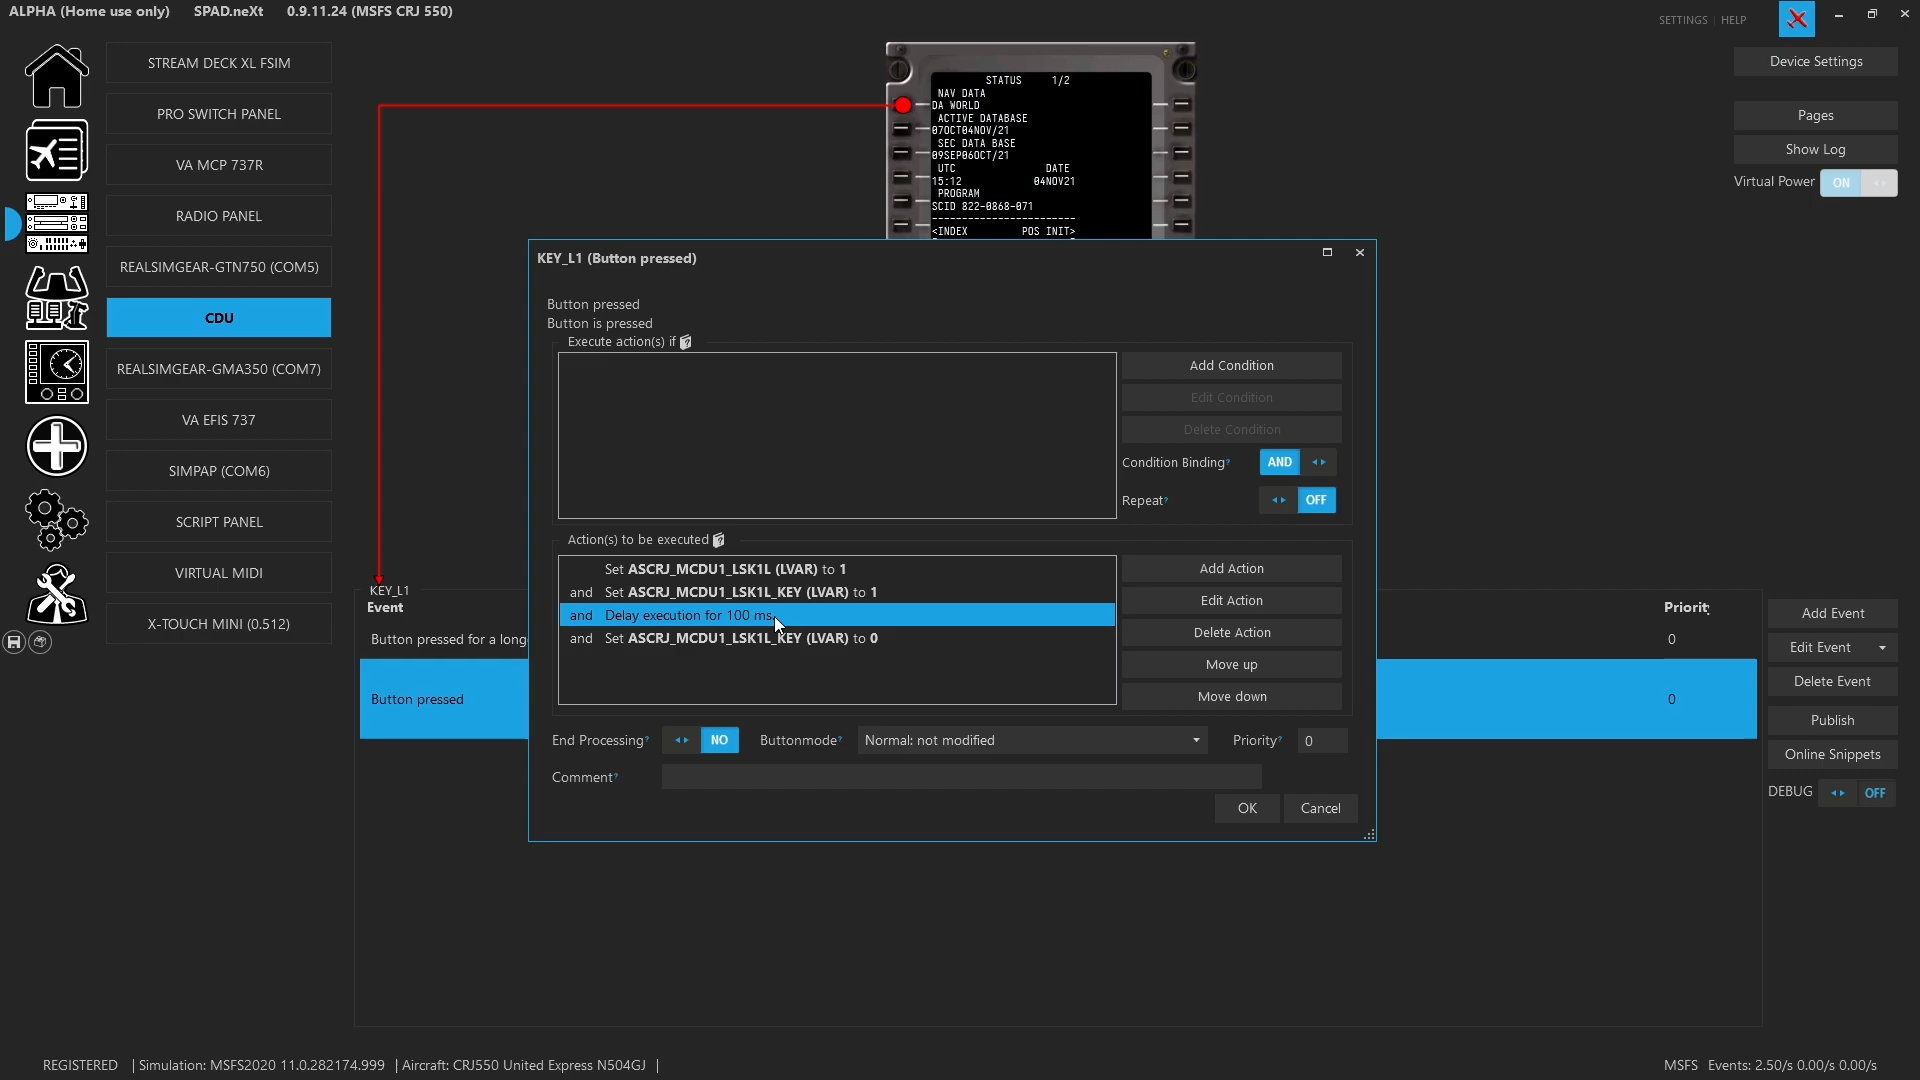 ALPHA (Home use only) SPAD.neXt 0.9.11.24 (MSFS CRJ 550)
SETTINGS | HELP
STREAM DECK XL FSIM
PRO SWITCH PANEL
VA MCP 737R
RADIO PANEL
REALSIMGEAR-GTN750 (COM5)
CDU
REALSIMGEAR-GMA350 (COM7)
VA EFIS 737
SIMPAP (COM6)
SCRIPT PANEL
VIRTUAL MIDI
X-TOUCH MINI (0.512)
STATUS 1/2
NAV DATA
DA WORLD
ACTIVE DATABASE
07OCT04NOV/21
SEC DATA BASE
09SEP06OCT/21
UTC DATE
15:12 04NOV21
PROGRAM
SCID 822-0868-071
------------------------
<INDEX POS INIT>
Device Settings
Pages
Show Log
Virtual Power ON
KEY_L1 (Button pressed)
Button pressed
Button is pressed
Execute action(s) if
Add Condition
Edit Condition
Delete Condition
Condition Binding? AND
Repeat? OFF
Action(s) to be executed
Set ASCRJ_MCDU1_LSK1L (LVAR) to 1
and Set ASCRJ_MCDU1_LSK1L_KEY (LVAR) to 1
and Delay execution for 100 ms.
and Set ASCRJ_MCDU1_LSK1L_KEY (LVAR) to 0
Add Action
Edit Action
Delete Action
Move up
Move down
End Processing? NO Buttonmode? Normal: not modified Priority? 0
Comment?
OK Cancel
KEY_L1
Event Priority
Button pressed for a long 0
Button pressed 0
Add Event
Edit Event
Delete Event
Publish
Online Snippets
DEBUG OFF
REGISTERED | Simulation: MSFS2020 11.0.282174.999 | Aircraft: CRJ550 United Express N504GJ |
MSFS Events: 2.50/s 0.00/s 0.00/s